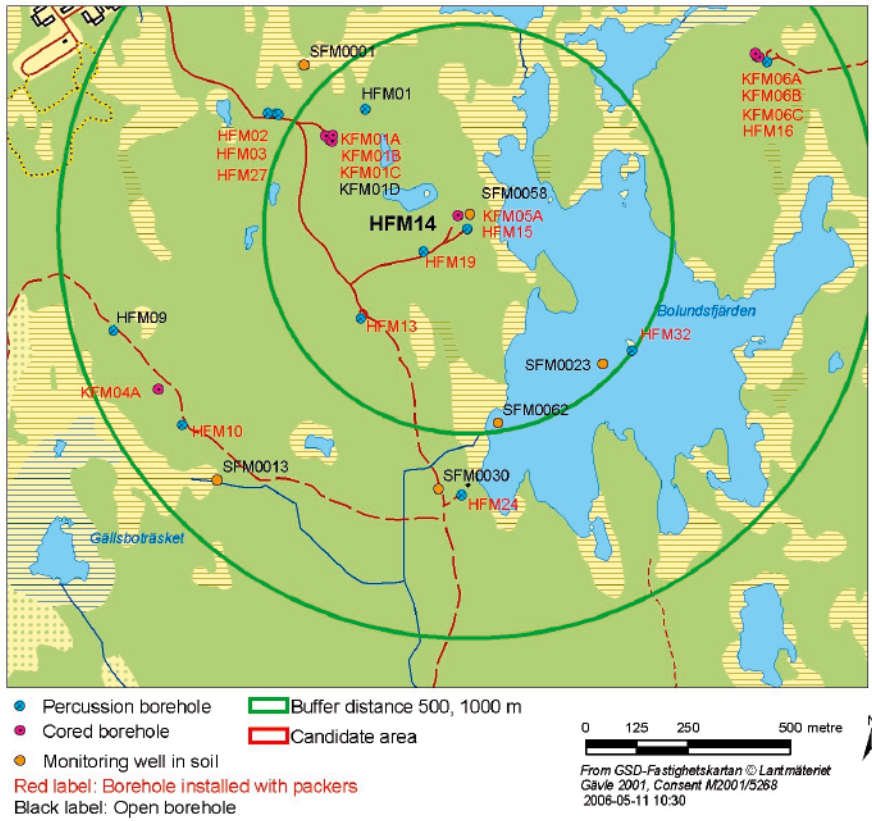 SFM0001
HFM01
HFM02
HFM03
HFM27
KFM01A
KFM01B
KFM01C
KFM01D
KFM06A
KFM06B
KFM06C
HFM16
SFM0058
HFM14
KFM05A
HFM15
HFM19
HFM09
HFM13
Bolundsfjärden
HFM32
SFM0023
KFM04A
SFM0062
HFM10
SFM0013
SFM0030
HFM24
Gällsboträsket
Percussion borehole
Cored borehole
Monitoring well in soil
Red label: Borehole installed with packers
Black label: Open borehole
Buffer distance 500, 1000 m
Candidate area
0 125 250 500 metre
N
From GSD-Fastighetskartan © Lantmäteriet
Gävle 2001, Consent M2001/5268
2006-05-11 10:30